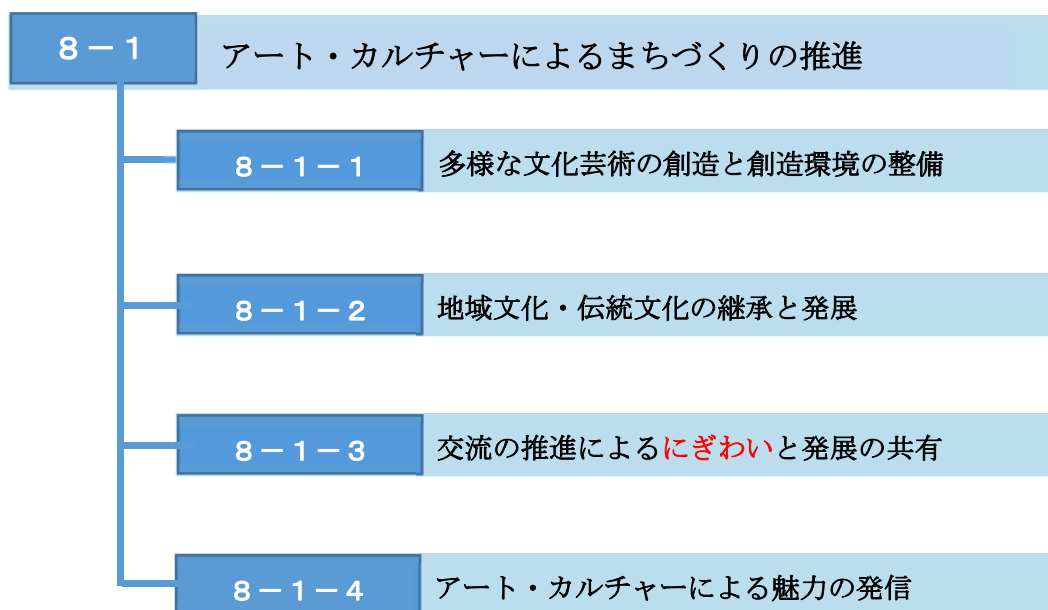 ８－１
アート・カルチャーによるまちづくりの推進
８－１－１
多様な文化芸術の創造と創造環境の整備
８－１－２
地域文化・伝統文化の継承と発展
８－１－３
交流の推進によるにぎわいと発展の共有
８－１－４
アート・カルチャーによる魅力の発信